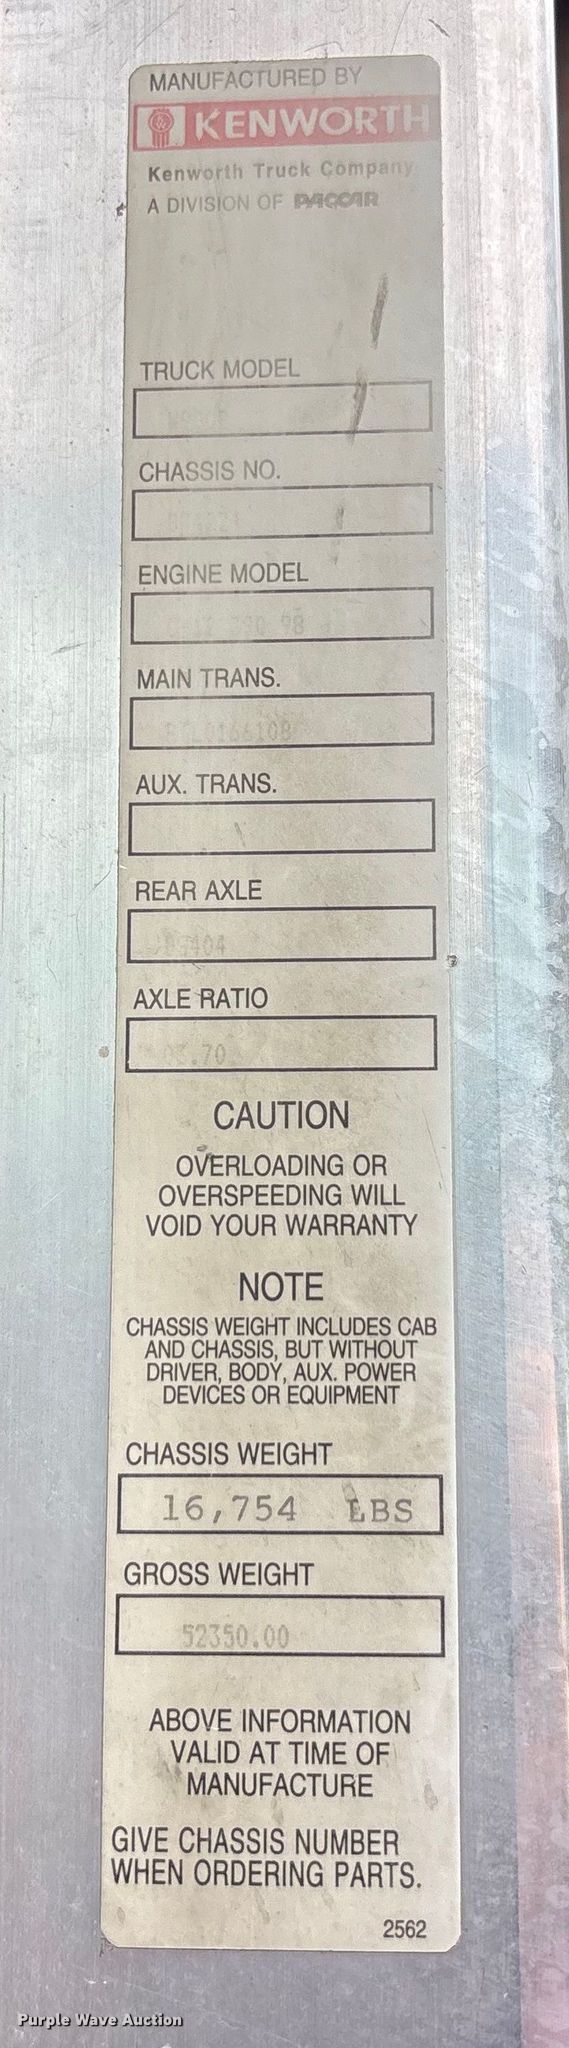 MANUFACTURED BY
KENWORTH
Kenworth Truck Company
A DIVISION OF PACCAR
TRUCK MODEL
CHASSIS NO.
ENGINE MODEL
98
MAIN TRANS.
AUX. TRANS.
REAR AXLE
AXLE RATIO
.70
CAUTION
OVERLOADING OR
OVERSPEEDING WILL
VOID YOUR WARRANTY
NOTE
CHASSIS WEIGHT INCLUDES CAB
AND CHASSIS, BUT WITHOUT
DRIVER, BODY, AUX. POWER
DEVICES OR EQUIPMENT
CHASSIS WEIGHT
16,754 LBS
GROSS WEIGHT
52350.00
ABOVE INFORMATION
VALID AT TIME OF
MANUFACTURE
GIVE CHASSIS NUMBER
WHEN ORDERING PARTS.
2562
Purple Wave Auction